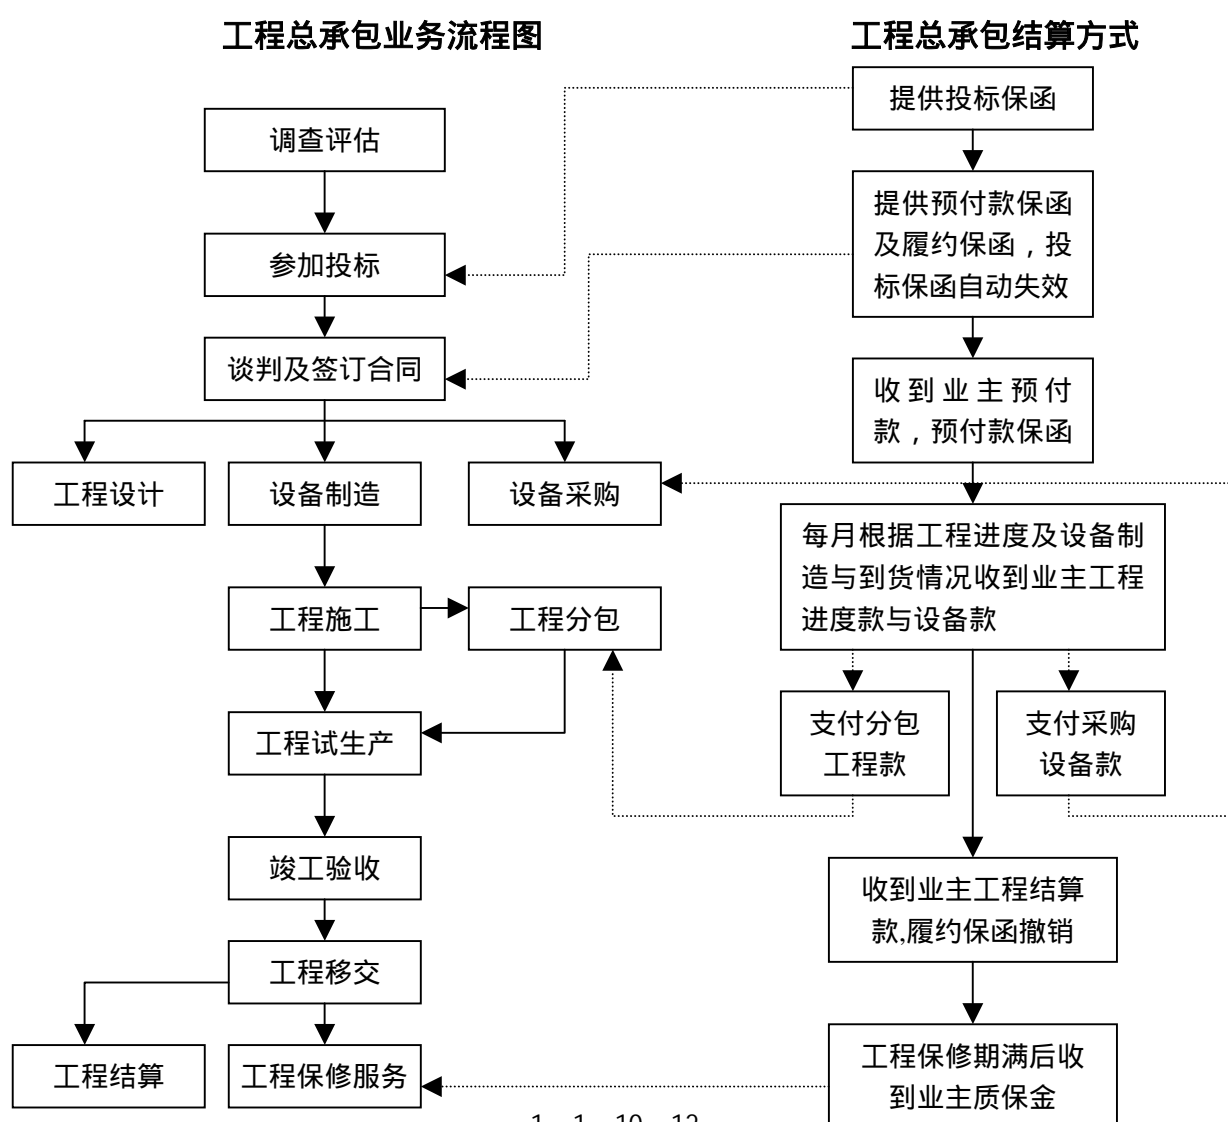 工程总承包业务流程图
调查评估
参加投标
谈判及签订合同
工程设计
设备制造
设备采购
工程施工
工程分包
工程试生产
竣工验收
工程移交
工程结算
工程保修服务
工程总承包结算方式
提供投标保函
提供预付款保函
及履约保函，投
标保函自动失效
收到业主预付
款，预付款保函
每月根据工程进度及设备制
造与到货情况收到业主工程
进度款与设备款
支付分包
工程款
支付采购
设备款
收到业主工程结算
款,履约保函撤销
工程保修期满后收
到业主质保金